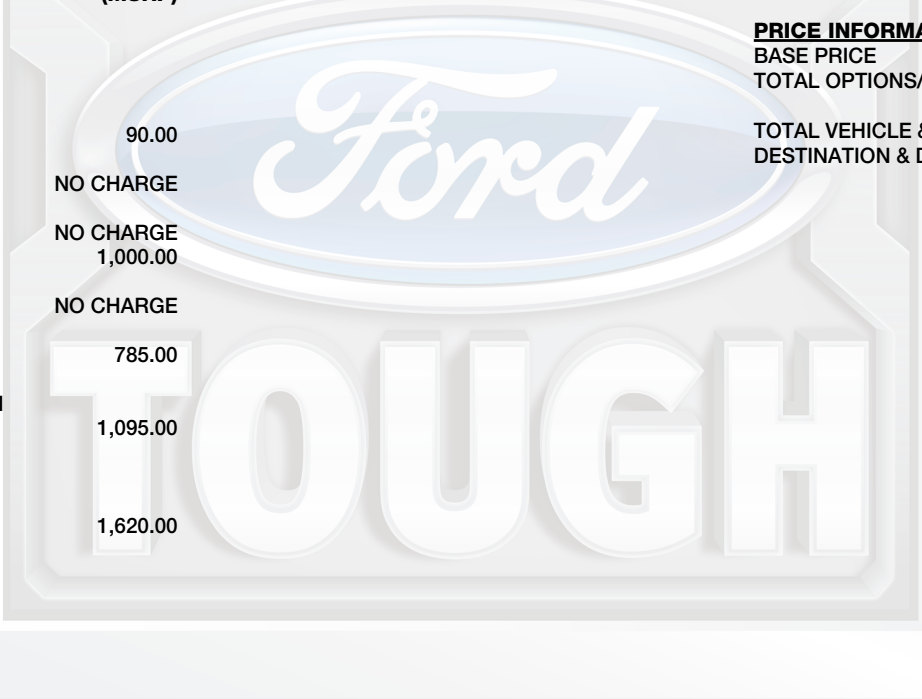 (MSRP)
90.00
NO CHARGE
NO CHARGE
1,000.00
NO CHARGE
785.00
1,095.00
1,620.00
PRICE INFORMA
BASE PRICE
TOTAL OPTIONS/
TOTAL VEHICLE &
DESTINATION & D
Ford
TOUGH